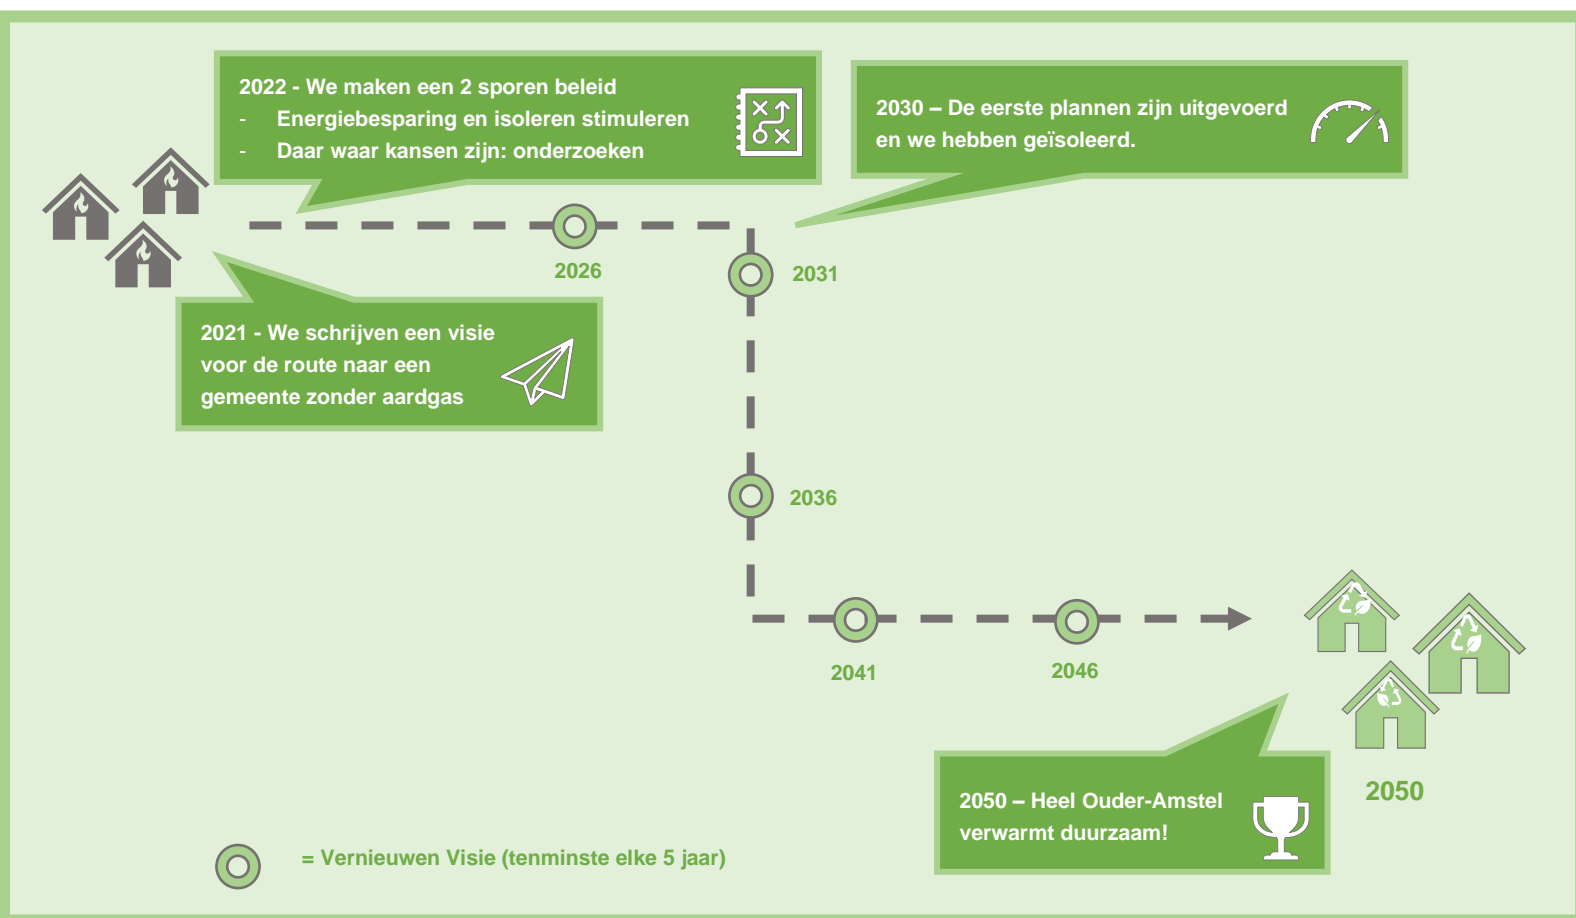 2022 - We maken een 2 sporen beleid
- Energiebesparing en isoleren stimuleren
- Daar waar kansen zijn: onderzoeken
2030 – De eerste plannen zijn uitgevoerd
en we hebben geïsoleerd.
2026
2031
2021 - We schrijven een visie
voor de route naar een
gemeente zonder aardgas
2036
2041
2046
2050 – Heel Ouder-Amstel
verwarmt duurzaam!
2050
= Vernieuwen Visie (tenminste elke 5 jaar)